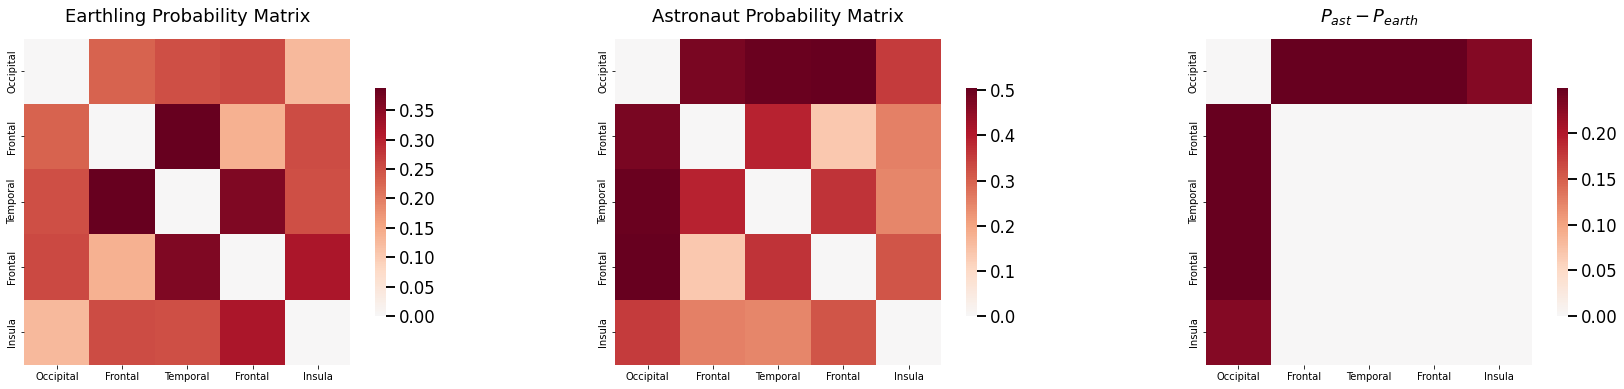 Earthling Probability Matrix
Occipital
Frontal
Temporal
Frontal
Insula
Occipital Frontal Temporal Frontal Insula
0.35
0.30
0.25
0.20
0.15
0.10
0.05
0.00
Astronaut Probability Matrix
Occipital
Frontal
Temporal
Frontal
Insula
Occipital Frontal Temporal Frontal Insula
0.5
0.4
0.3
0.2
0.1
0.0
P_ast − P_earth
Occipital
Frontal
Temporal
Frontal
Insula
Occipital Frontal Temporal Frontal Insula
0.20
0.15
0.10
0.05
0.00